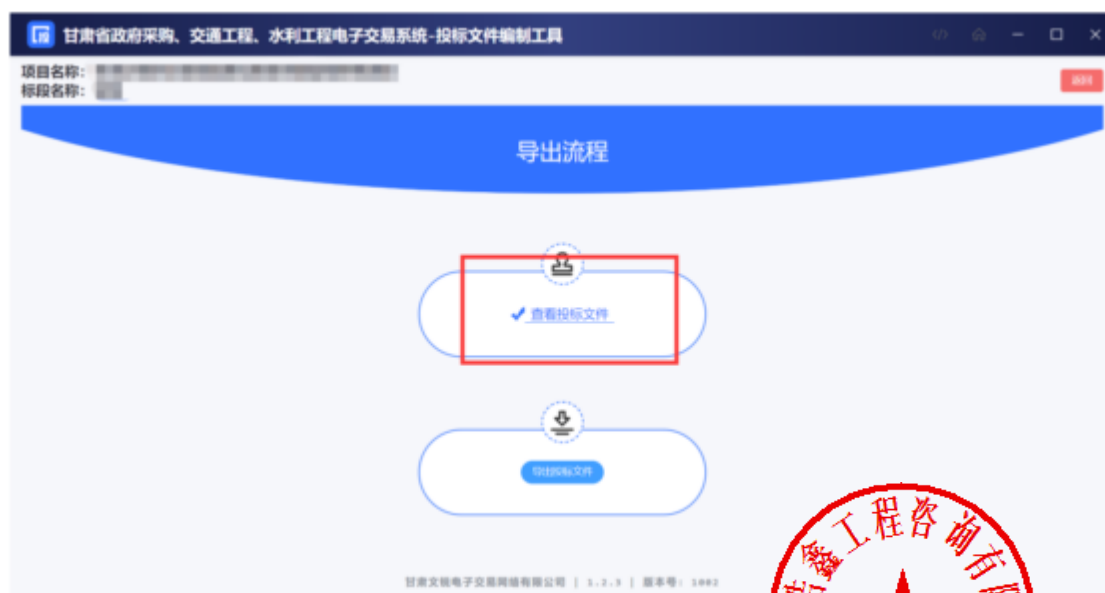 甘肃省政府采购、交通工程、水利工程电子交易系统-投标文件编制工具
项目名称：
标段名称：
返回
导出流程
查看投标文件
导出投标文件
鑫工程咨询有
甘肃文锐电子交易网络有限公司 | 1.2.3 | 版本号: 1002